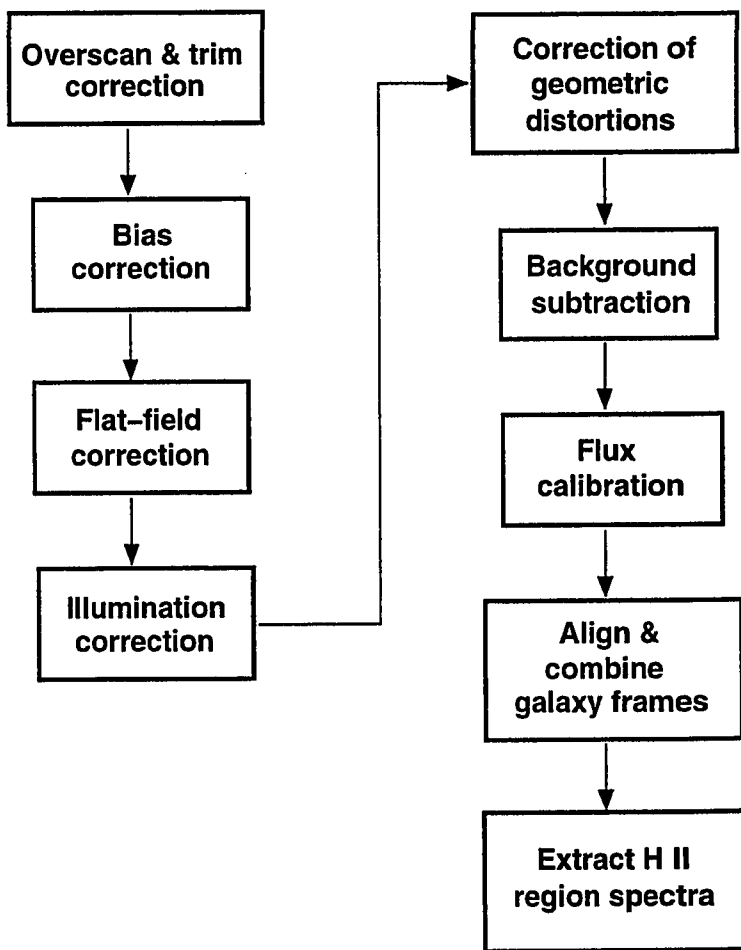 Overscan & trim
correction
Bias
correction
Flat–field
correction
Illumination
correction
Correction of
geometric
distortions
Background
subtraction
Flux
calibration
Align &
combine
galaxy frames
Extract H II
region spectra